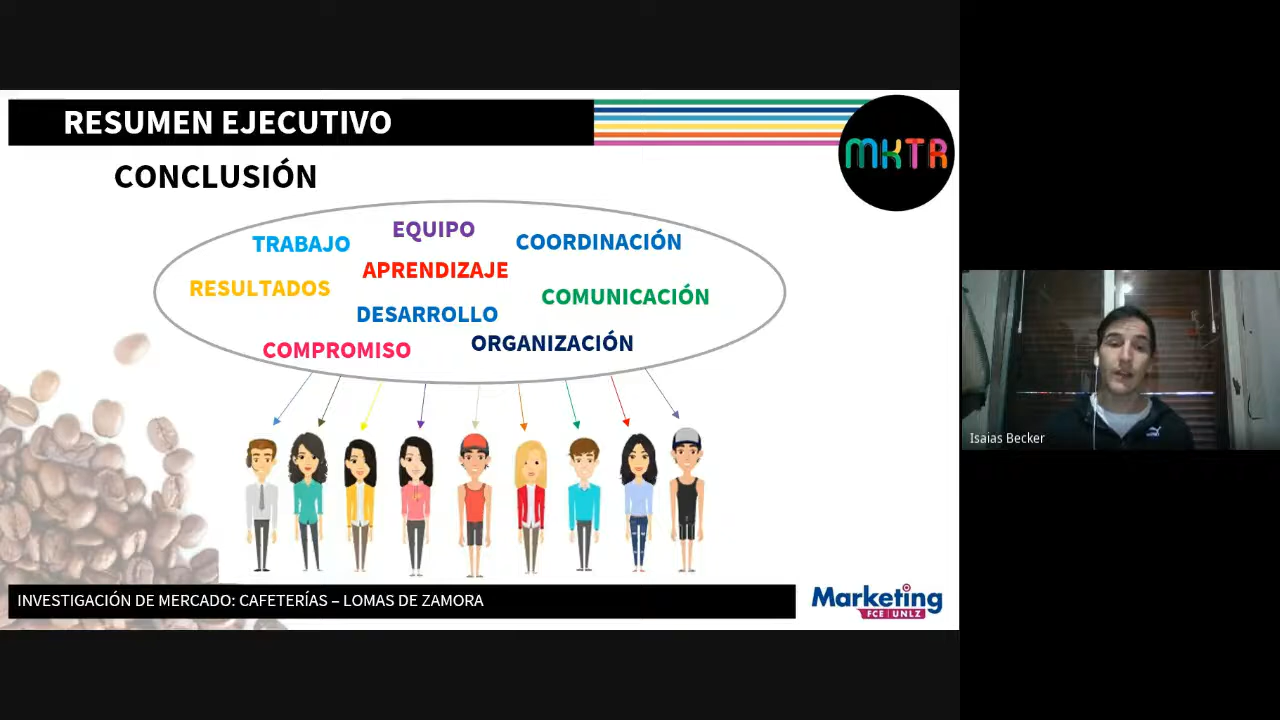 RESUMEN EJECUTIVO
MKTR
CONCLUSIÓN
TRABAJO
EQUIPO
COORDINACIÓN
RESULTADOS
APRENDIZAJE
COMUNICACIÓN
DESARROLLO
COMPROMISO
ORGANIZACIÓN
INVESTIGACIÓN DE MERCADO: CAFETERÍAS – LOMAS DE ZAMORA
Marketing
FCE | UNLZ
Isaias Becker